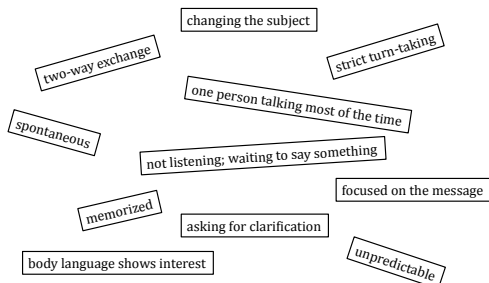 changing the subject
two-way exchange
strict turn-taking
one person talking most of the time
spontaneous
not listening; waiting to say something
focused on the message
memorized
asking for clarification
body language shows interest
unpredictable